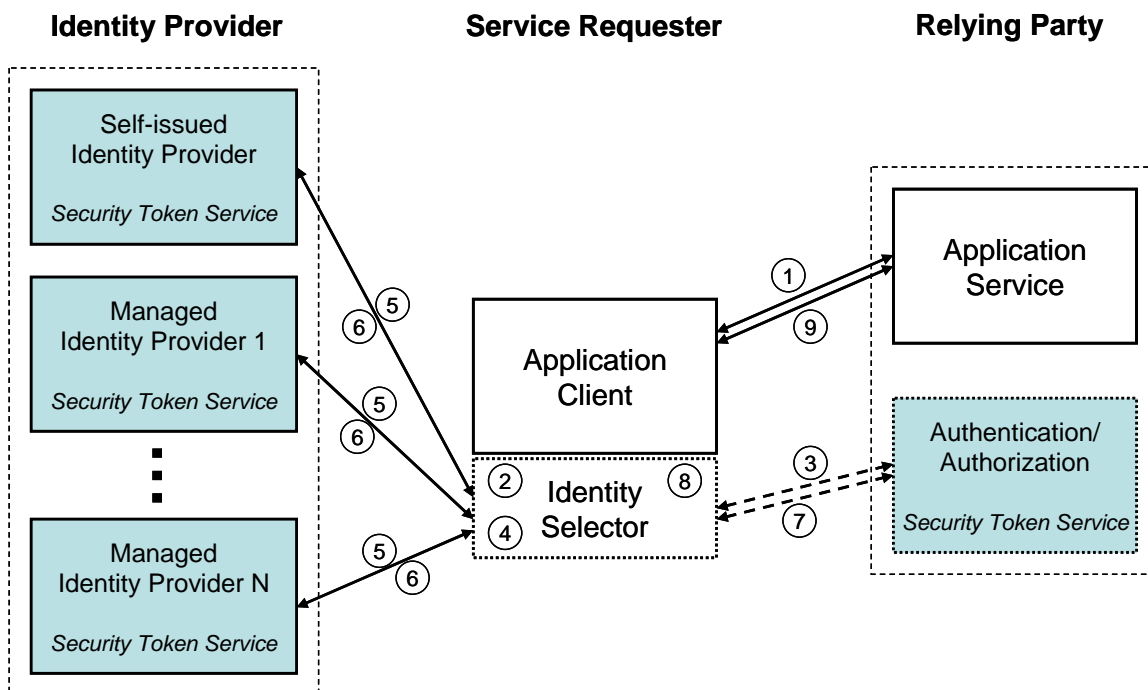 Identity Provider
Service Requester
Relying Party
Self-issued
Identity Provider
Security Token Service
Managed
Identity Provider 1
Security Token Service
Managed
Identity Provider N
Security Token Service
5
6
5
6
5
6
Application
Client
2
8
Identity
Selector
4
1
9
3
7
Application
Service
Authentication/
Authorization
Security Token Service